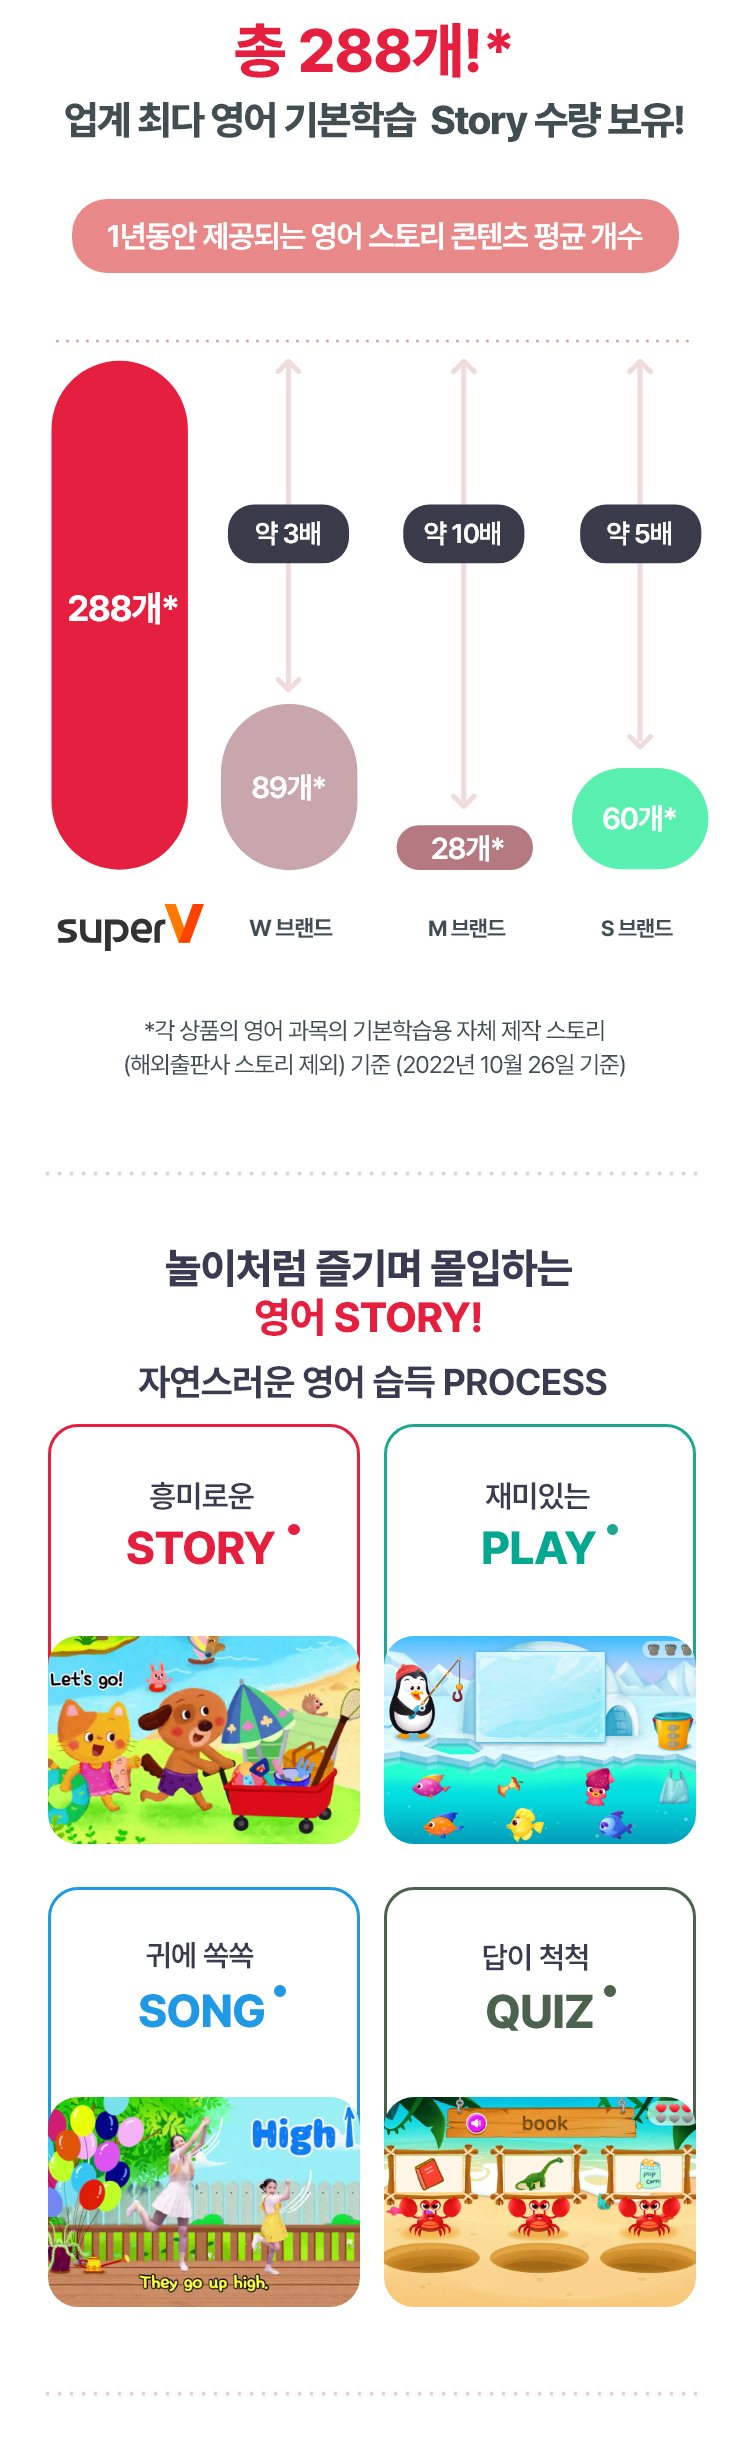 총 288개!*
업계 최다 영어 기본학습 Story 수량 보유!
1년동안 제공되는 영어 스토리 콘텐츠 평균 개수
약 3배
약 10배
약 5배
288개*
89개*
28개*
60개*
superV
W 브랜드
M 브랜드
S 브랜드
*각 상품의 영어 과목의 기본학습용 자체 제작 스토리
(해외출판사 스토리 제외) 기준 (2022년 10월 26일 기준)
놀이처럼 즐기며 몰입하는
영어 STORY!
자연스러운 영어 습득 PROCESS
흥미로운
STORY
재미있는
PLAY
Let's go!
귀에 쏙쏙
SONG
답이 척척
QUIZ
High
They go up high.
book
pop
corn